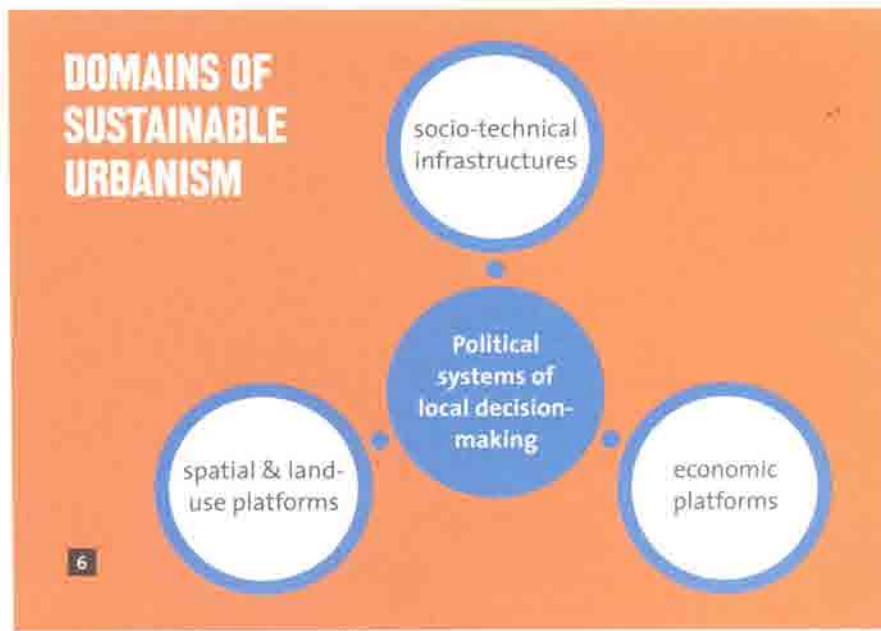 DOMAINS OF
SUSTAINABLE
URBANISM
socio-technical
infrastructures
Political
systems of
local decision-
making
spatial & land-
use platforms
economic
platforms
6